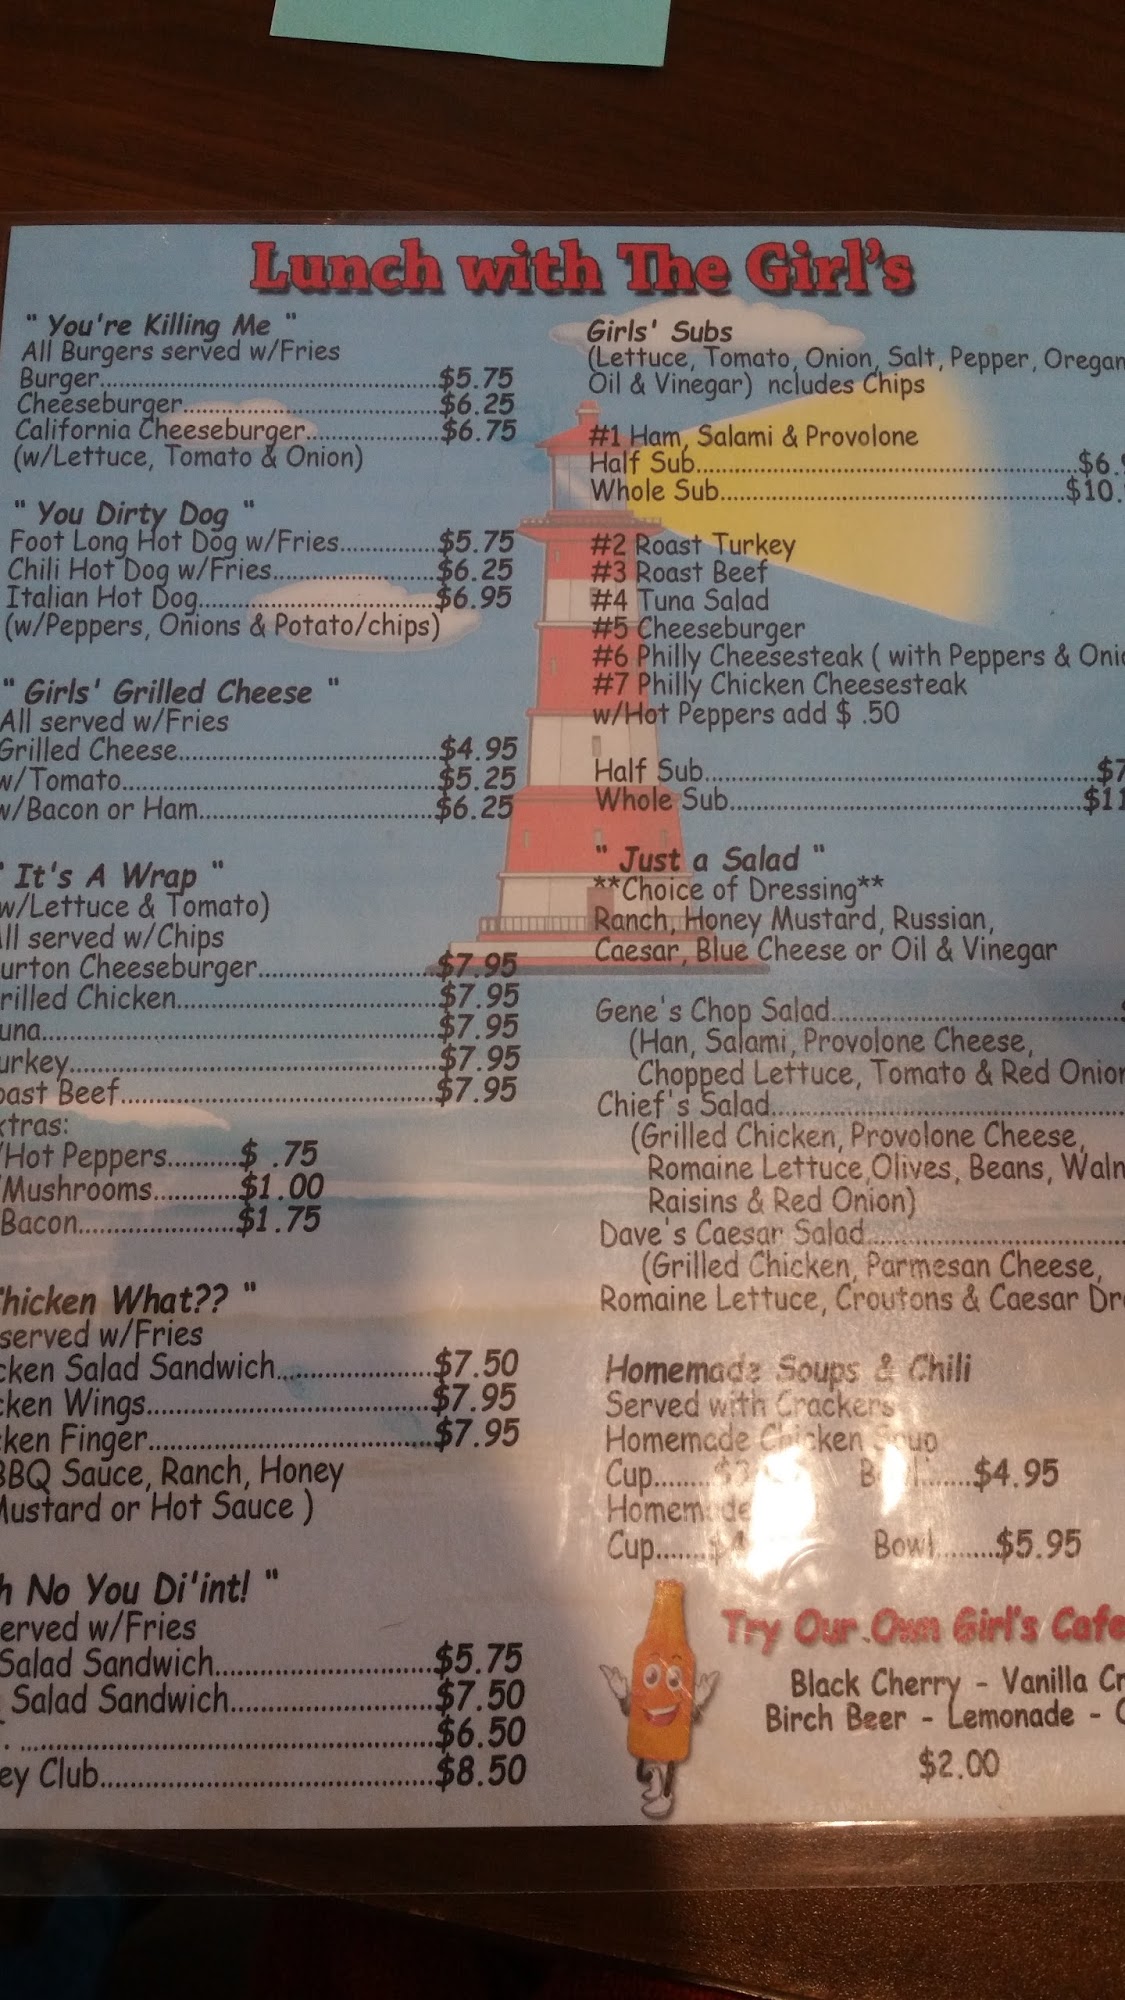 Lunch with The Girl's
" You're Killing Me "
All Burgers served w/Fries
Burger..........$5.75
Cheeseburger..........$6.25
California Cheeseburger..........$6.75
(w/Lettuce, Tomato & Onion)
" You Dirty Dog "
Foot Long Hot Dog w/Fries..........$5.75
Chili Hot Dog w/Fries..........$6.25
Italian Hot Dog..........$6.95
(w/Peppers, Onions & Potato/chips)
" Girls' Grilled Cheese "
All served w/Fries
Grilled Cheese..........$4.95
w/Tomato..........$5.25
w/Bacon or Ham..........$6.25
" It's A Wrap "
w/Lettuce & Tomato)
All served w/Chips
urton Cheeseburger..........$7.95
rilled Chicken..........$7.95
una..........$7.95
urkey..........$7.95
oast Beef..........$7.95
xtras:
/Hot Peppers..........$ .75
/Mushrooms..........$1.00
Bacon..........$1.75
hicken What?? "
served w/Fries
cken Salad Sandwich..........$7.50
cken Wings..........$7.95
cken Finger..........$7.95
BBQ Sauce, Ranch, Honey
Mustard or Hot Sauce )
h No You Di'int! "
erved w/Fries
Salad Sandwich..........$5.75
Salad Sandwich..........$7.50
..........$6.50
ey Club..........$8.50
Girls' Subs
(Lettuce, Tomato, Onion, Salt, Pepper, Oregan
Oil & Vinegar) ncludes Chips
#1 Ham, Salami & Provolone
Half Sub..........$6.
Whole Sub..........$10.
#2 Roast Turkey
#3 Roast Beef
#4 Tuna Salad
#5 Cheeseburger
#6 Philly Cheesesteak ( with Peppers & Oni
#7 Philly Chicken Cheesesteak
w/Hot Peppers add $ .50
Half Sub..........$7
Whole Sub..........$11
" Just a Salad "
**Choice of Dressing**
Ranch, Honey Mustard, Russian,
Caesar, Blue Cheese or Oil & Vinegar
Gene's Chop Salad..........
(Han, Salami, Provolone Cheese,
Chopped Lettuce, Tomato & Red Onion
Chief's Salad..........
(Grilled Chicken, Provolone Cheese,
Romaine Lettuce,Olives, Beans, Waln
Raisins & Red Onion)
Dave's Caesar Salad..........
(Grilled Chicken, Parmesan Cheese,
Romaine Lettuce, Croutons & Caesar Dr
Homemade Soups & Chili
Served with Crackers
Homemade Chicken Soup
Cup.......  Bowl.......$4.95
Homemade
Cup.......$4  Bowl........$5.95
Try Our Own Girl's Cafe
Black Cherry - Vanilla Cr
Birch Beer - Lemonade -
$2.00